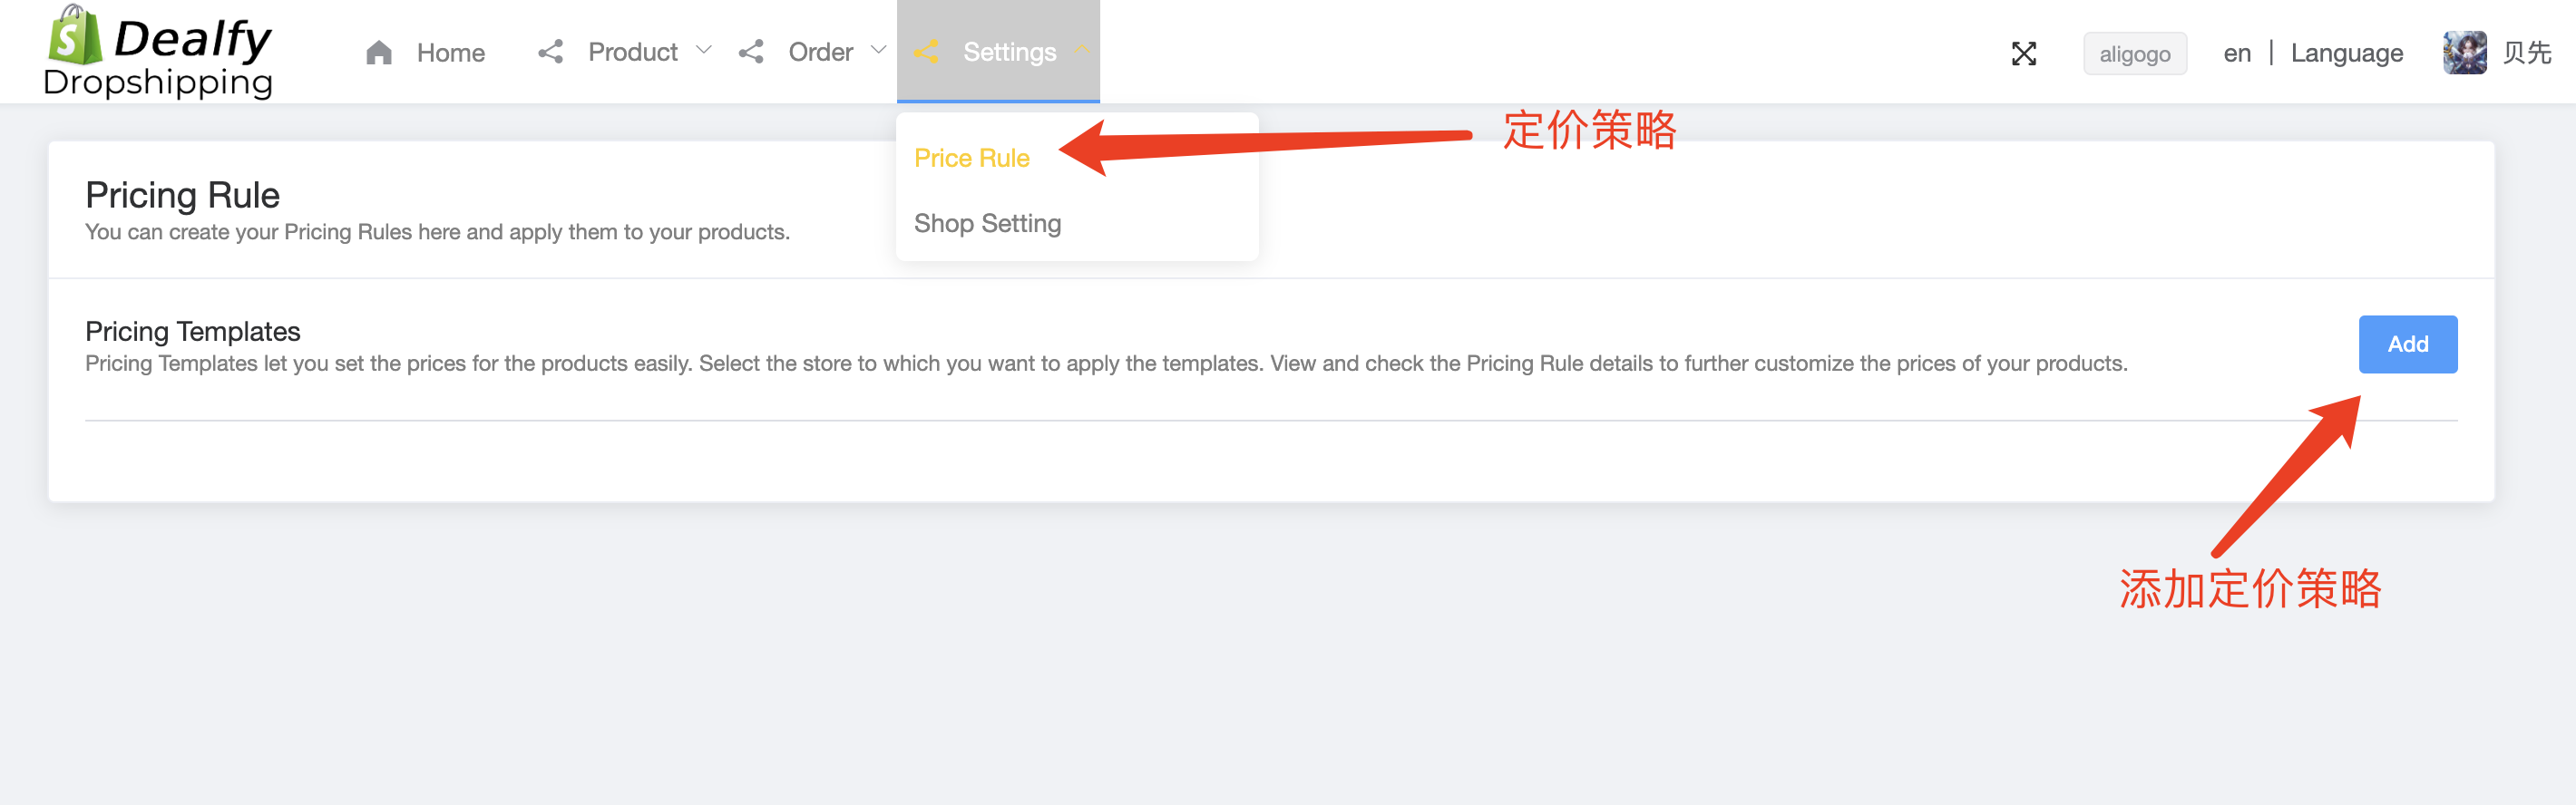 Dealfy
Dropshipping
Home
Product
Order
Settings
aligogo
en | Language
贝先
Price Rule
定价策略
Shop Setting
Pricing Rule
You can create your Pricing Rules here and apply them to your products.
Pricing Templates
Pricing Templates let you set the prices for the products easily. Select the store to which you want to apply the templates. View and check the Pricing Rule details to further customize the prices of your products.
Add
添加定价策略